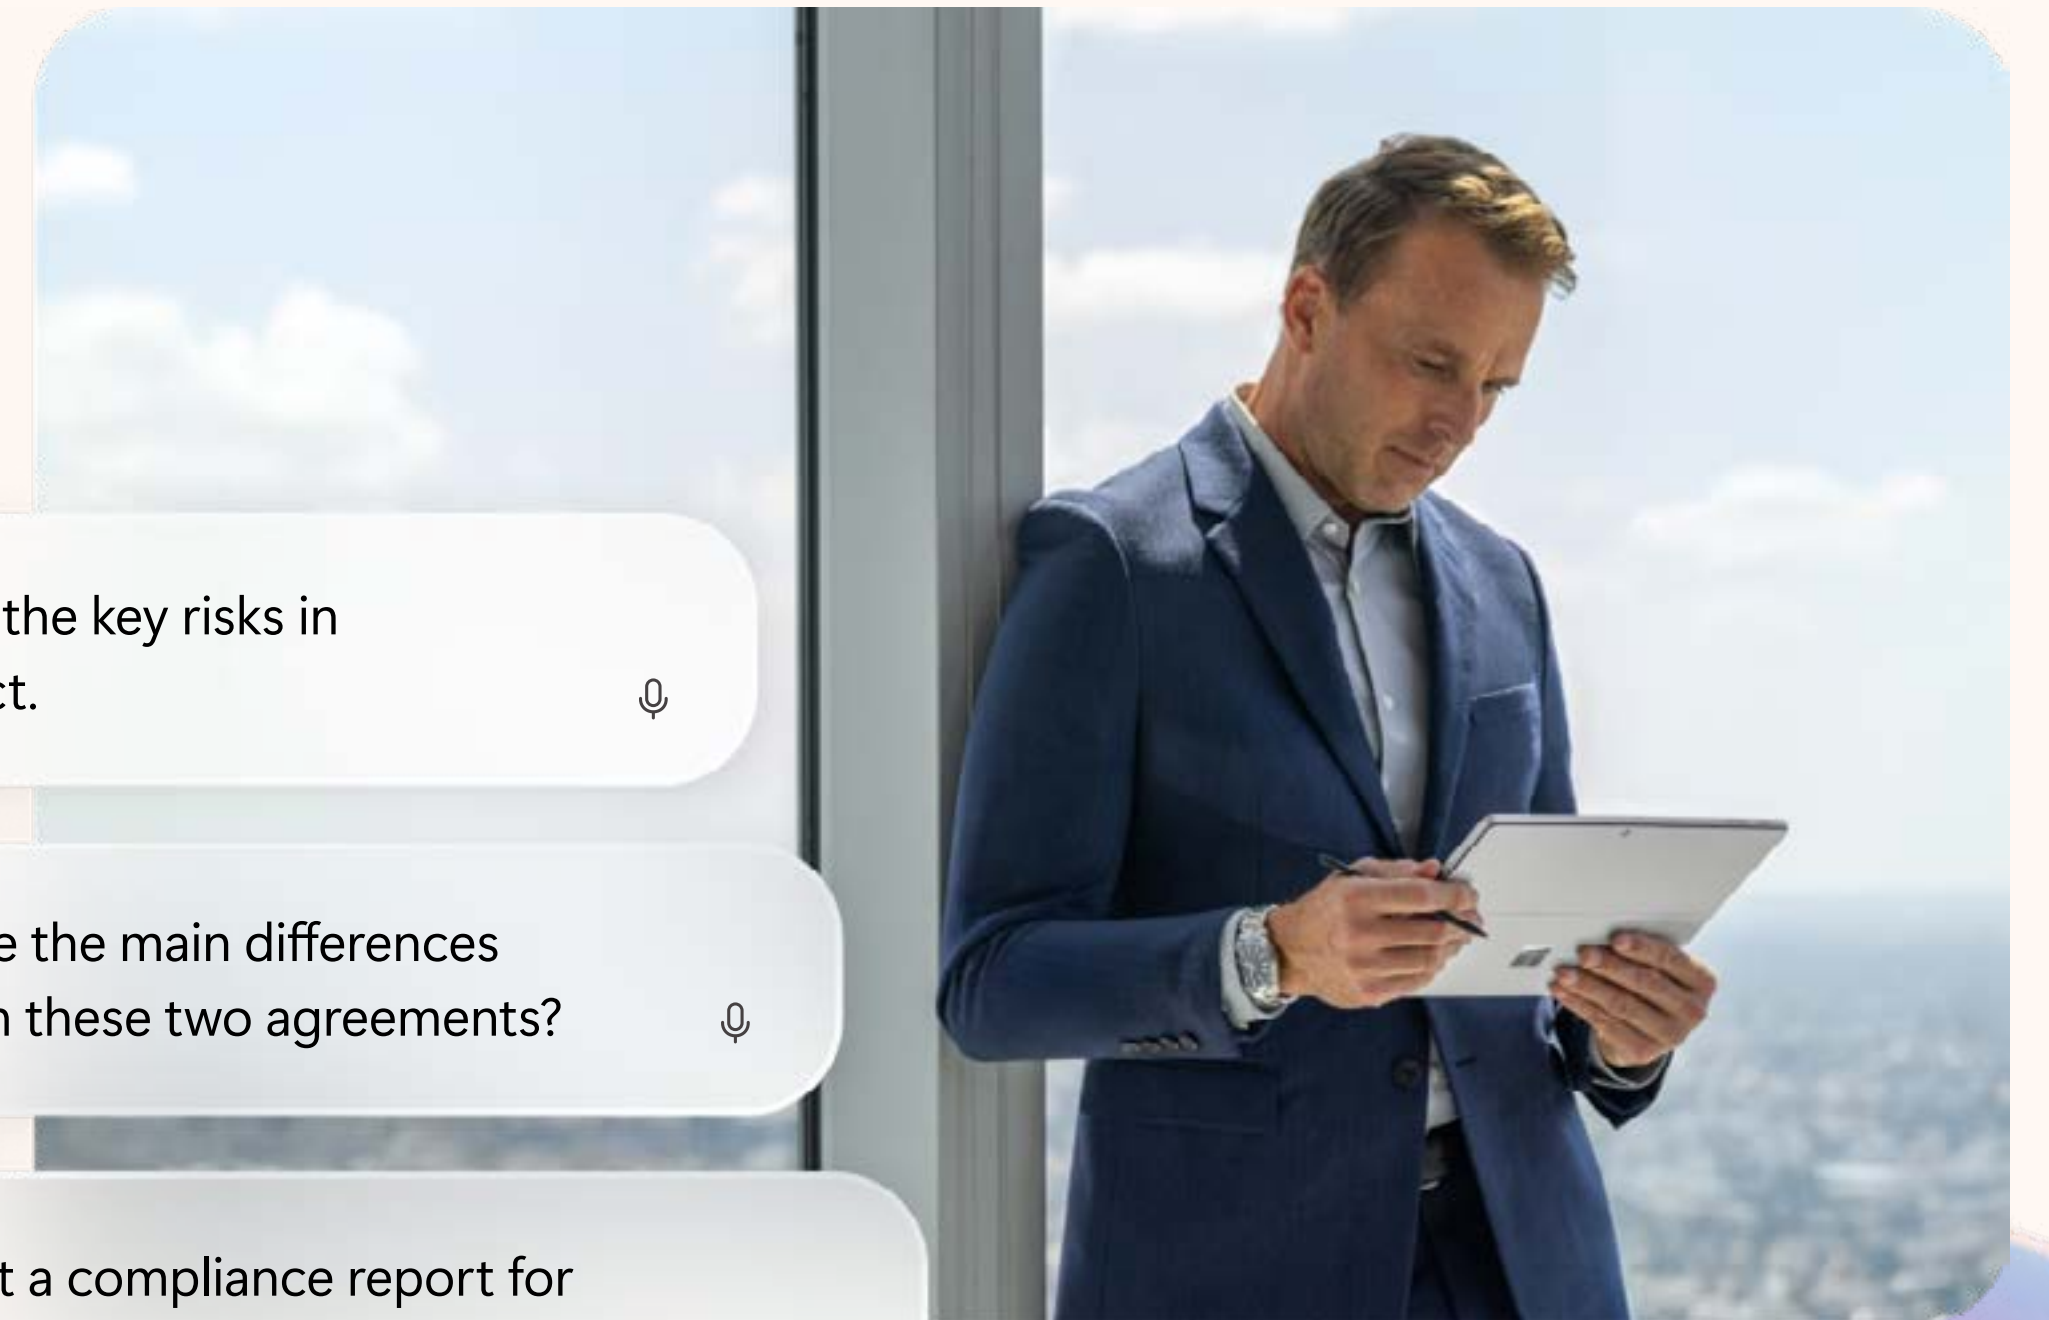 the key risks in
ct.
e the main differences
n these two agreements?
t a compliance report for